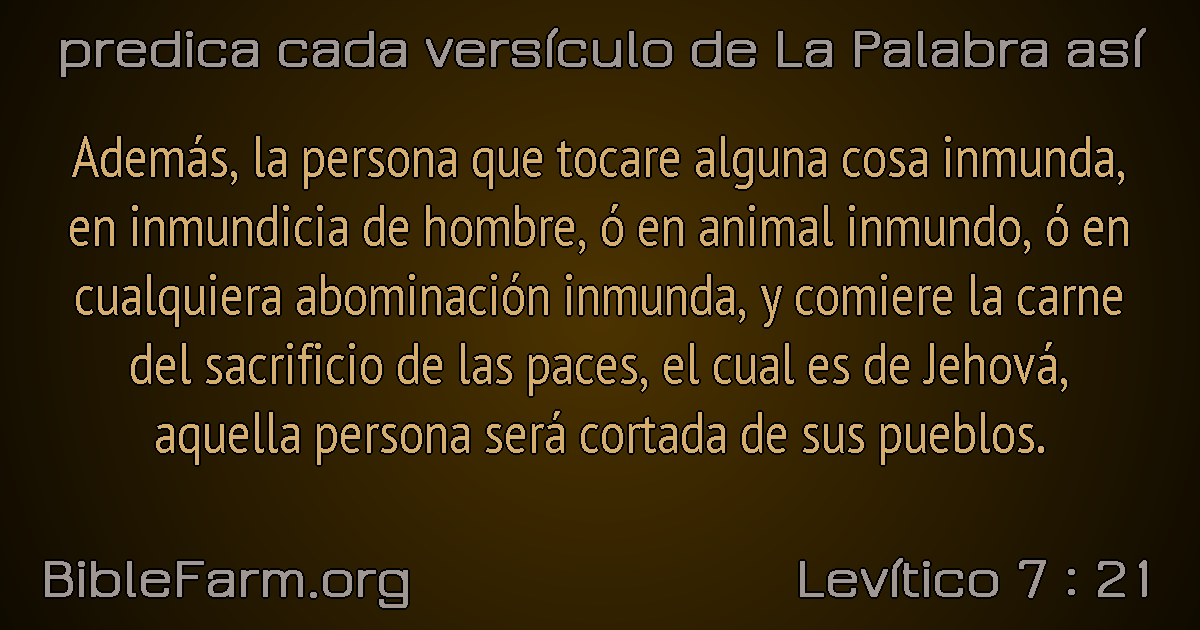 predica cada versículo de La Palabra así
Además, la persona que tocare alguna cosa inmunda,
en inmundicia de hombre, ó en animal inmundo, ó en
cualquiera abominación inmunda, y comiere la carne
del sacrificio de las paces, el cual es de Jehová,
aquella persona será cortada de sus pueblos.
BibleFarm.org
Levítico 7 : 21